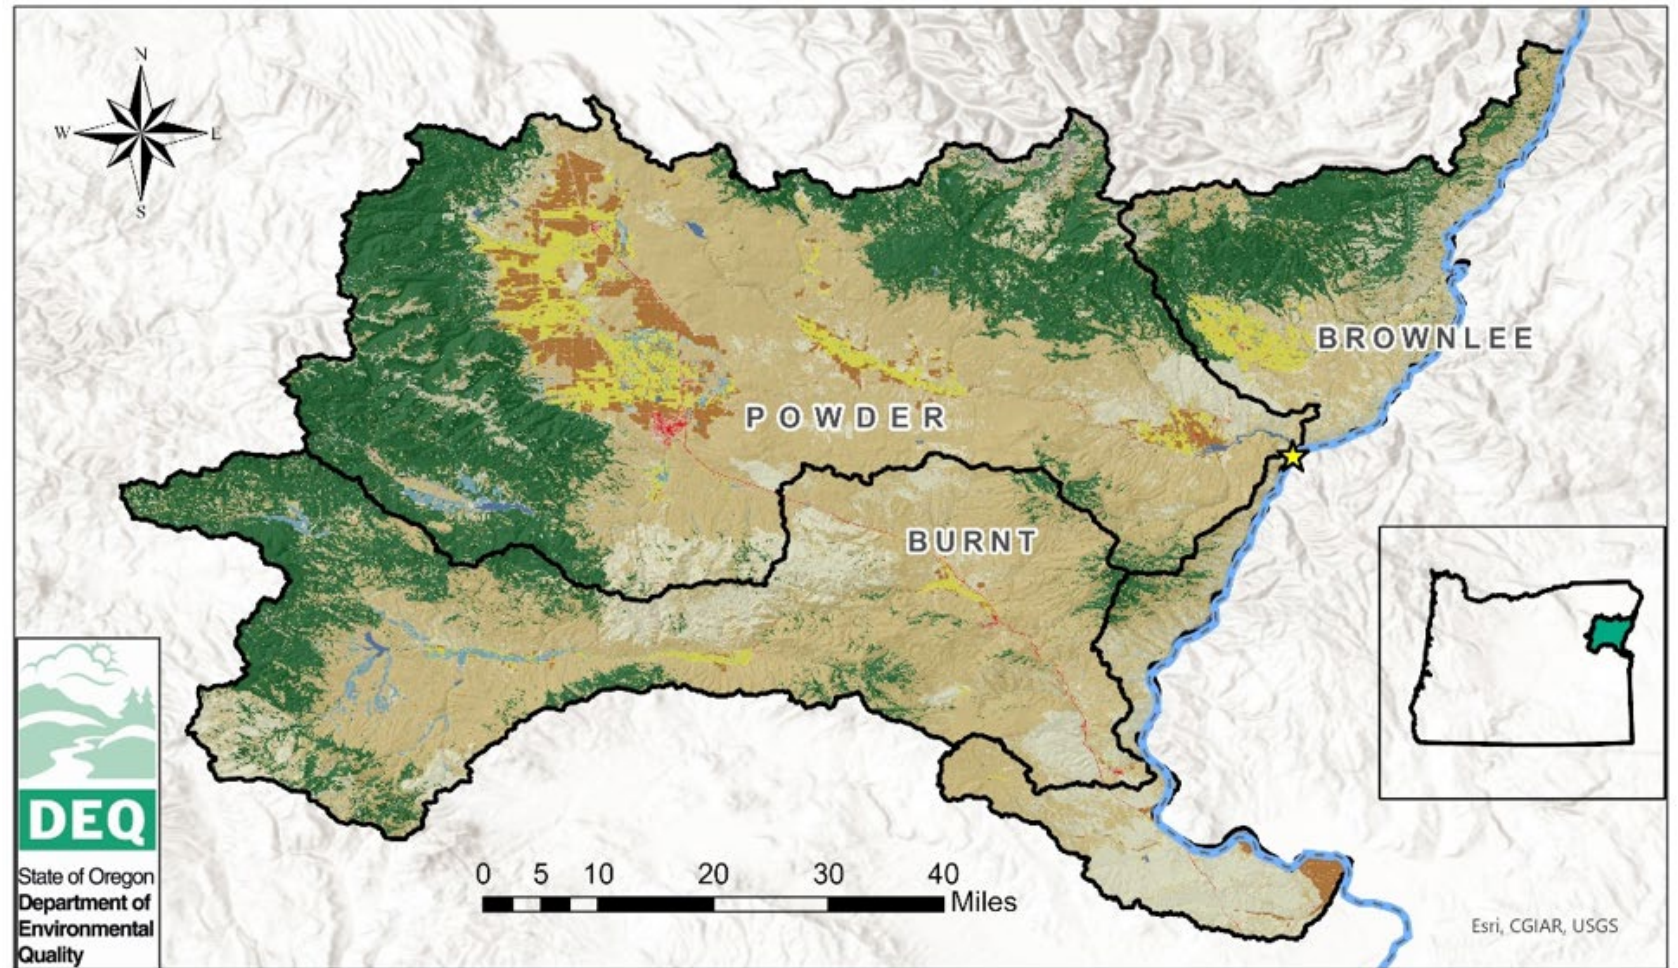 N
W E
S
BROWNLEE
POWDER
BURNT
DEQ
State of Oregon
Department of
Environmental
Quality
0 5 10 20 30 40
Miles
Esri, CGIAR, USGS